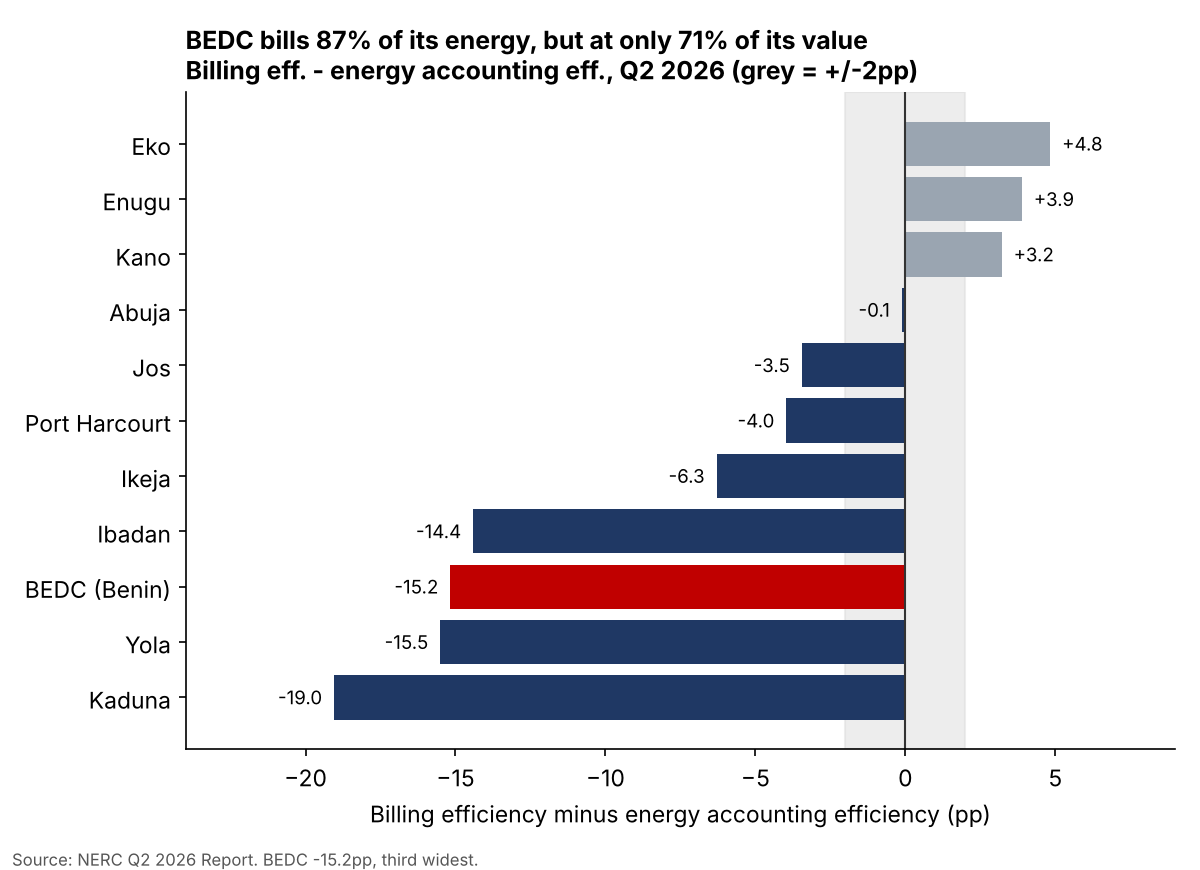 BEDC bills 87% of its energy, but at only 71% of its value
Billing eff. - energy accounting eff., Q2 2026 (grey = +/-2pp)
Eko
+4.8
Enugu
+3.9
Kano
+3.2
Abuja
-0.1
Jos
-3.5
Port Harcourt
-4.0
Ikeja
-6.3
Ibadan
-14.4
BEDC (Benin)
-15.2
Yola
-15.5
Kaduna
-19.0
−20 −15 −10 −5 0 5
Billing efficiency minus energy accounting efficiency (pp)
Source: NERC Q2 2026 Report. BEDC -15.2pp, third widest.